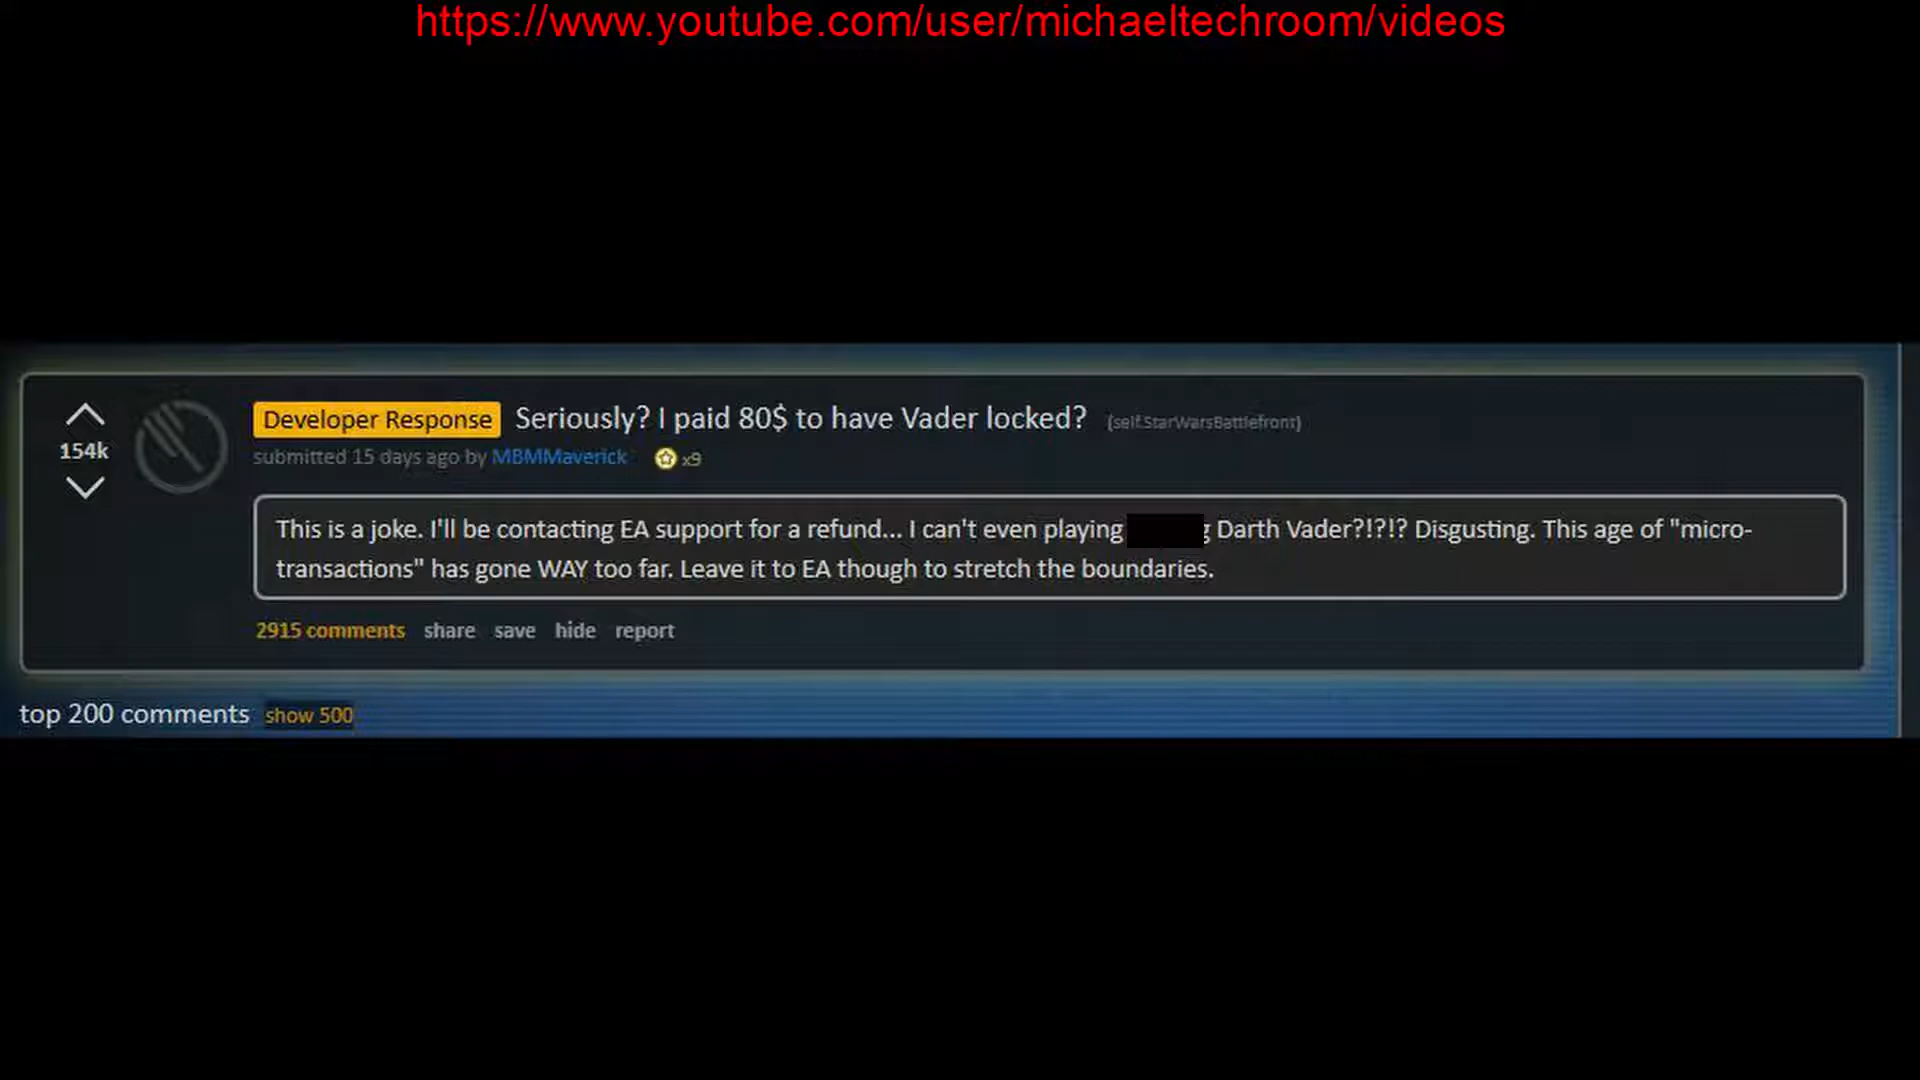 https://www.youtube.com/user/michaeltechroom/videos
Developer Response Seriously? I paid 80$ to have Vader locked? (self.StarWarsBattlefront)
154k
submitted 15 days ago by MBMMaverick x9
This is a joke. I'll be contacting EA support for a refund... I can't even playing g Darth Vader?!?!? Disgusting. This age of "micro-
transactions" has gone WAY too far. Leave it to EA though to stretch the boundaries.
2915 comments share save hide report
top 200 comments show 500